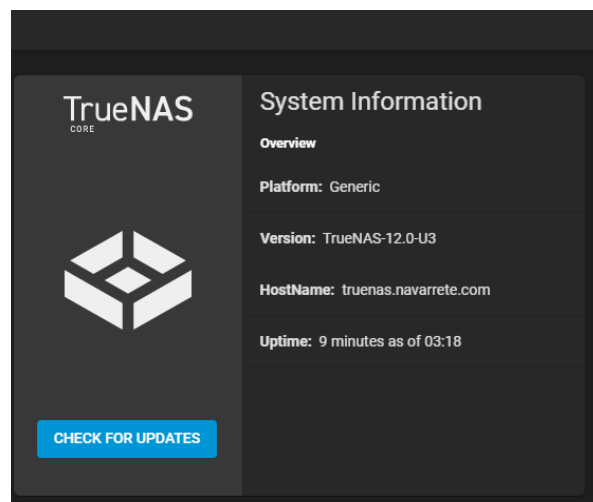 TrueNAS
CORE
CHECK FOR UPDATES
System Information
Overview
Platform: Generic
Version: TrueNAS-12.0-U3
HostName: truenas.navarrete.com
Uptime: 9 minutes as of 03:18